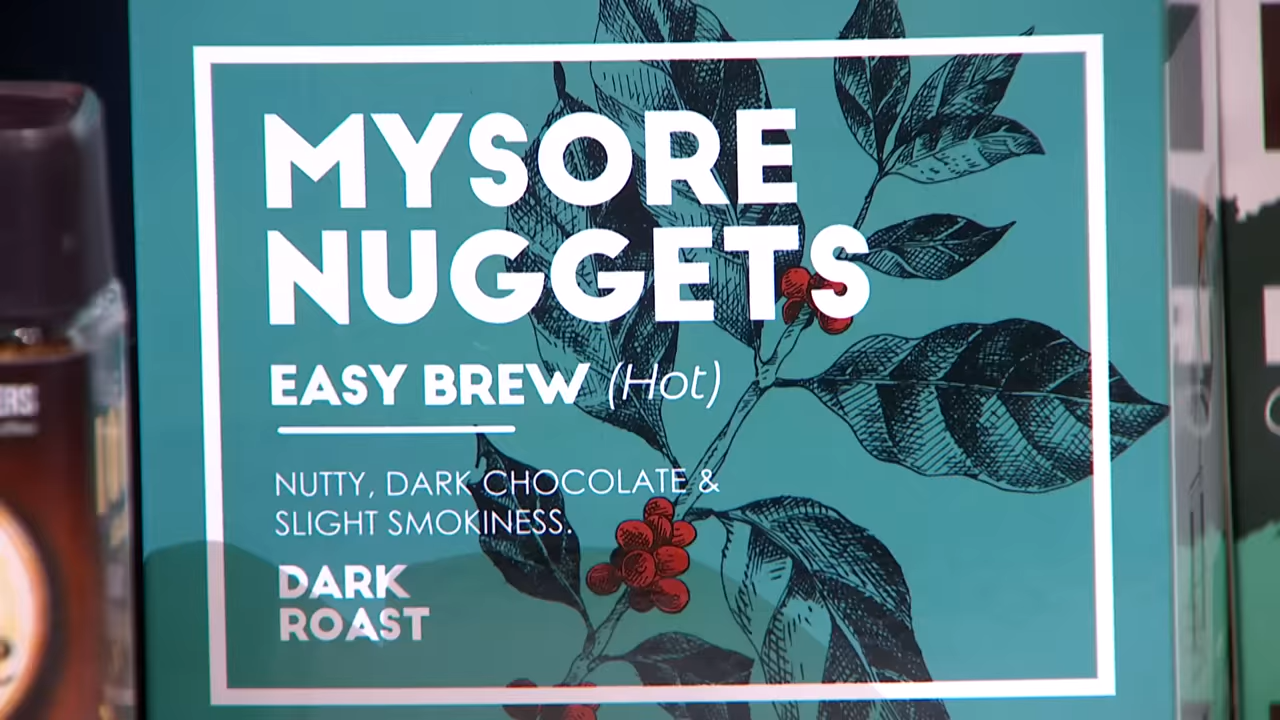 MYSORE
NUGGETS
EASY BREW (Hot)
NUTTY, DARK CHOCOLATE &
SLIGHT SMOKINESS.
DARK
ROAST